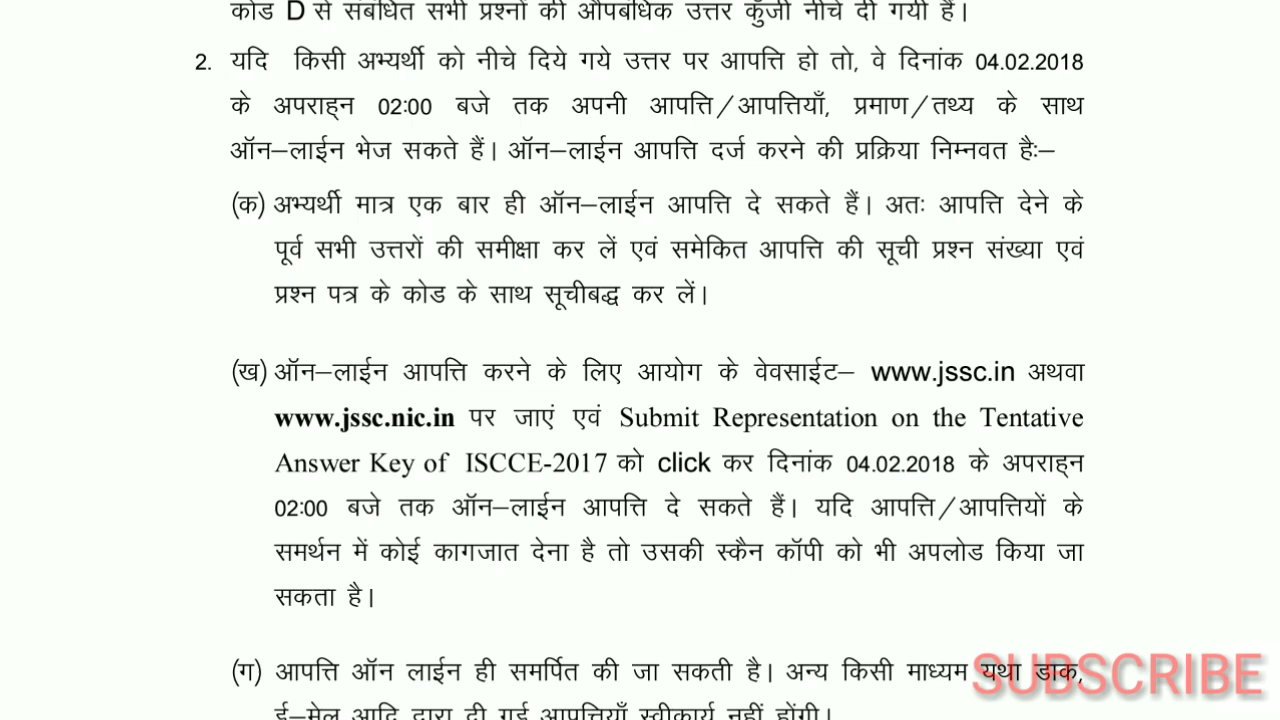 कोड D से संबंधित सभी प्रश्नों की औपबंधिक उत्तर कुँजी नीचे दी गयी है।
2. यदि किसी अभ्यर्थी को नीचे दिये गये उत्तर पर आपत्ति हो तो, वे दिनांक 04.02.2018
के अपराह्न 02:00 बजे तक अपनी आपत्ति/आपत्तियाँ, प्रमाण/तथ्य के साथ
ऑन–लाईन भेज सकते हैं। ऑन–लाईन आपत्ति दर्ज करने की प्रक्रिया निम्नवत है:–
(क) अभ्यर्थी मात्र एक बार ही ऑन–लाईन आपत्ति दे सकते हैं। अतः आपत्ति देने के
पूर्व सभी उत्तरों की समीक्षा कर लें एवं समेकित आपत्ति की सूची प्रश्न संख्या एवं
प्रश्न पत्र के कोड के साथ सूचीबद्ध कर लें।
(ख) ऑन–लाईन आपत्ति करने के लिए आयोग के वेवसाईट– www.jssc.in अथवा
www.jssc.nic.in पर जाएं एवं Submit Representation on the Tentative
Answer Key of ISCCE-2017 को click कर दिनांक 04.02.2018 के अपराह्न
02:00 बजे तक ऑन–लाईन आपत्ति दे सकते हैं। यदि आपत्ति/आपत्तियों के
समर्थन में कोई कागजात देना है तो उसकी स्कैन कॉपी को भी अपलोड किया जा
सकता है।
(ग) आपत्ति ऑन लाईन ही समर्पित की जा सकती है। अन्य किसी माध्यम यथा डाक,
ई–मेल आदि द्वारा दी गई आपत्तियाँ स्वीकार्य नहीं होंगी।
SUBSCRIBE